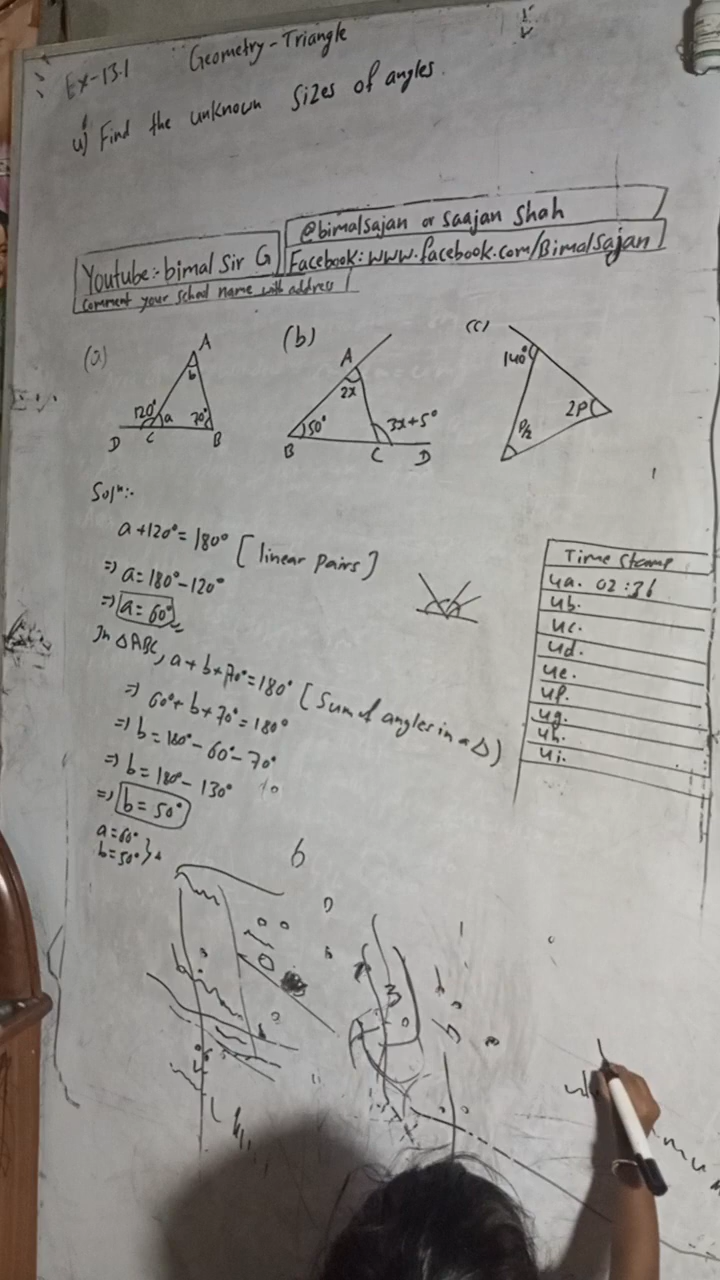 Ex-13.1 Geometry-Triangle
4) Find the unknown sizes of angles.
@bimalsajan or Saajan Shah
Youtube:- bimal Sir G
Facebook: www.facebook.com/Bimalsajan
Comment your school name with address
(a)
A
b
120°
a
70°
D
C
B
(b)
A
2x
50°
3x+5°
B
C
D
(c)
140°
2P
P/2
Solⁿ:-
a+120°=180° [linear pairs]
=> a=180°-120°
=> a=60°
In △ABC, a+b+70°=180° [Sum of angles in a △]
=> 60°+b+70°=180°
=> b=180°-60°-70°
=> b=180°-130°
=> b=50°
a=60°
b=50°
Time Stamp
4a. 02:36
4b.
4c.
4d.
4e.
4f.
4g.
4h.
4i.
6